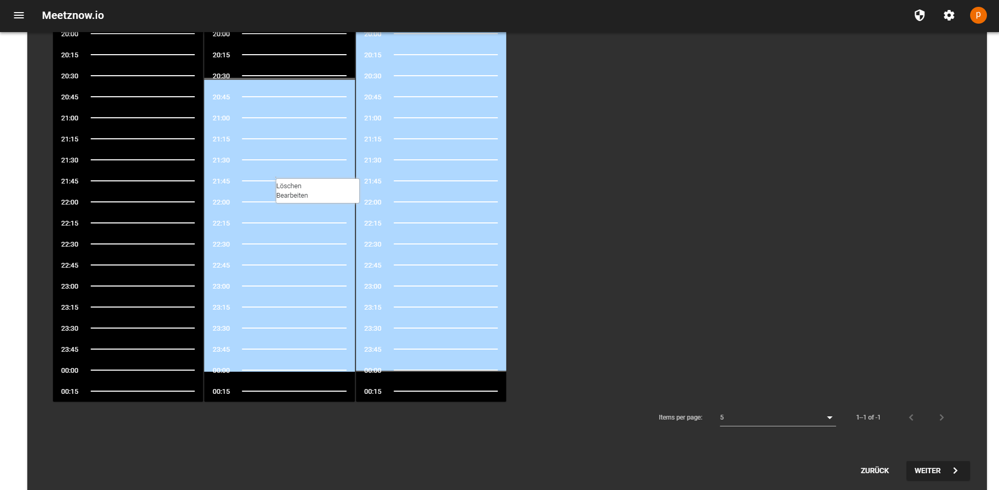 Meetznow.io
p
20:00 20:00 20:00
20:15 20:15 20:15
20:30 20:30 20:30
20:45 20:45 20:45
21:00 21:00 21:00
21:15 21:15 21:15
21:30 21:30 21:30
21:45 21:45 21:45
Löschen
Bearbeiten
22:00 22:00 22:00
22:15 22:15 22:15
22:30 22:30 22:30
22:45 22:45 22:45
23:00 23:00 23:00
23:15 23:15 23:15
23:30 23:30 23:30
23:45 23:45 23:45
00:00 00:00 00:00
00:15 00:15 00:15
Items per page: 5 1–-1 of -1
ZURÜCK WEITER